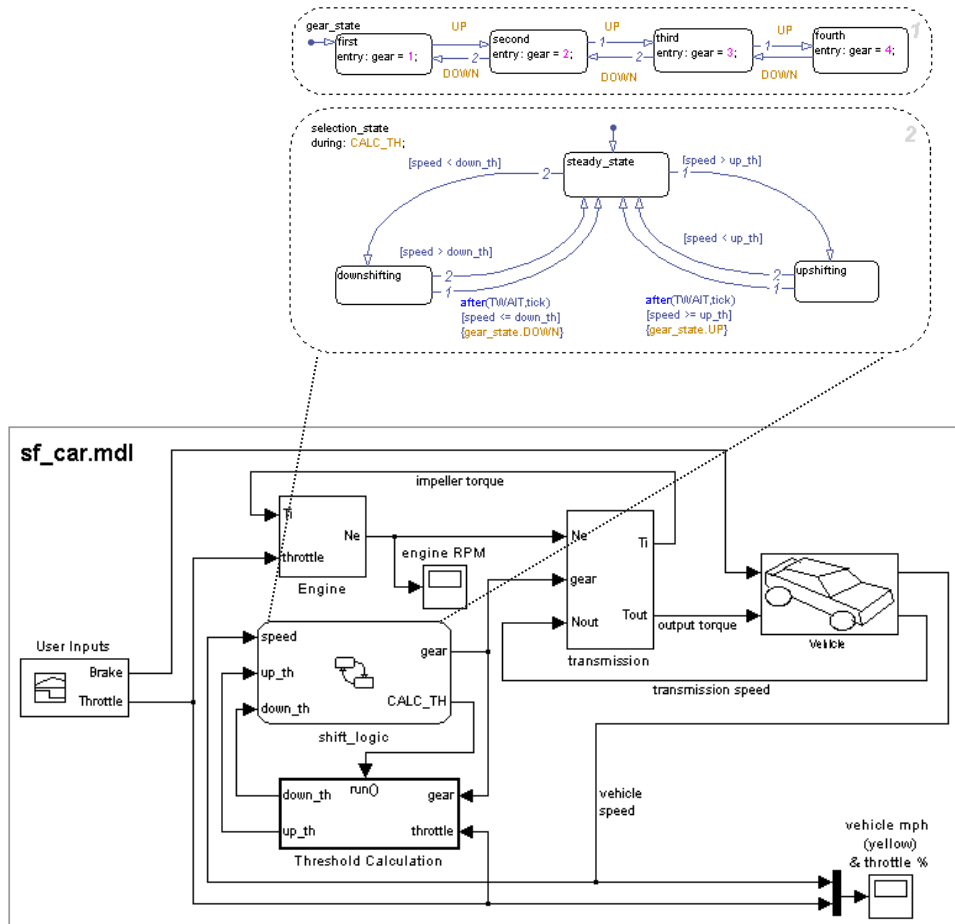 gear_state
1
first
entry: gear = 1;
UP
DOWN
2
second
entry: gear = 2;
1
UP
2
DOWN
third
entry: gear = 3;
1
UP
DOWN
fourth
entry: gear = 4;
selection_state
during: CALC_TH;
2
[speed < down_th]
2
steady_state
1
[speed > up_th]
[speed > down_th]
[speed < up_th]
downshifting
2
1
2
1
upshifting
after(TWAIT,tick)
[speed <= down_th]
{gear_state.DOWN}
after(TWAIT,tick)
[speed >= up_th]
{gear_state.UP}
sf_car.mdl
impeller torque
Ti
throttle
Ne
Engine
engine RPM
Ne
gear
Nout
Ti
Tout
transmission
output torque
Vehicle
transmission speed
User Inputs
Brake
Throttle
speed
up_th
down_th
gear
CALC_TH
shift_logic
run()
down_th
up_th
gear
throttle
Threshold Calculation
vehicle
speed
vehicle mph
(yellow)
& throttle %